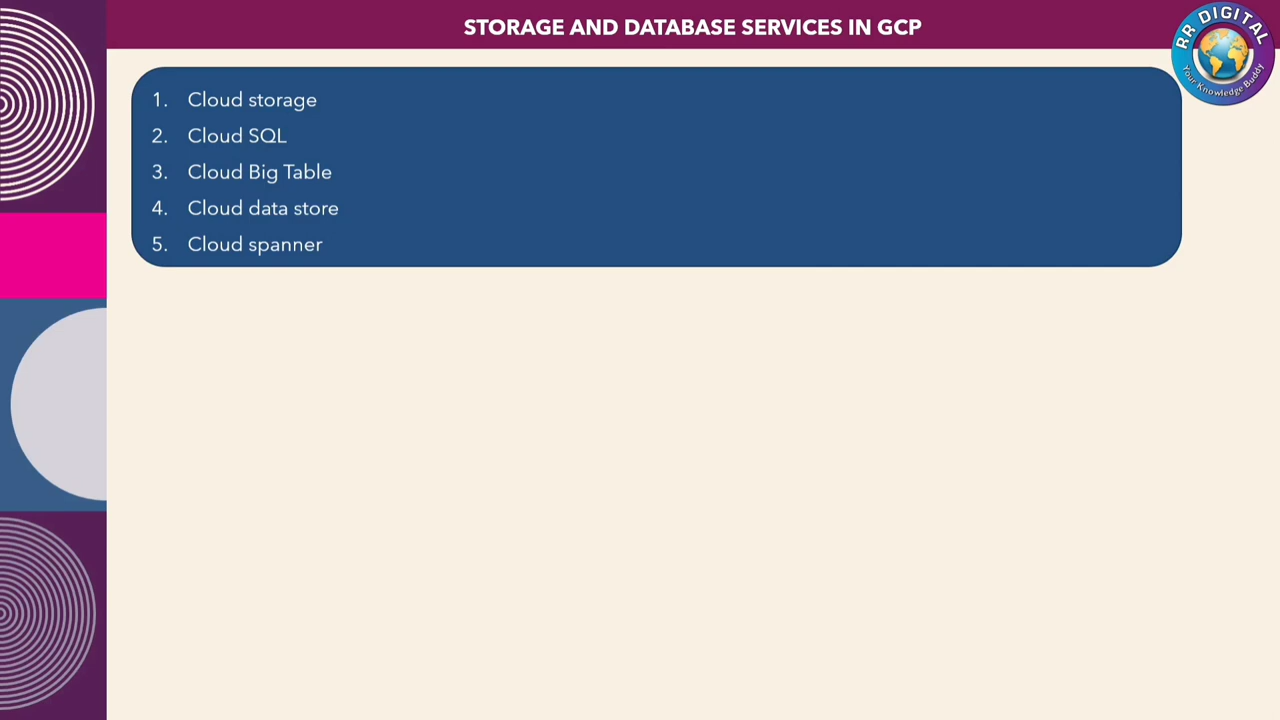 STORAGE AND DATABASE SERVICES IN GCP
RR DIGITAL
Your Knowledge Buddy
1. Cloud storage
2. Cloud SQL
3. Cloud Big Table
4. Cloud data store
5. Cloud spanner